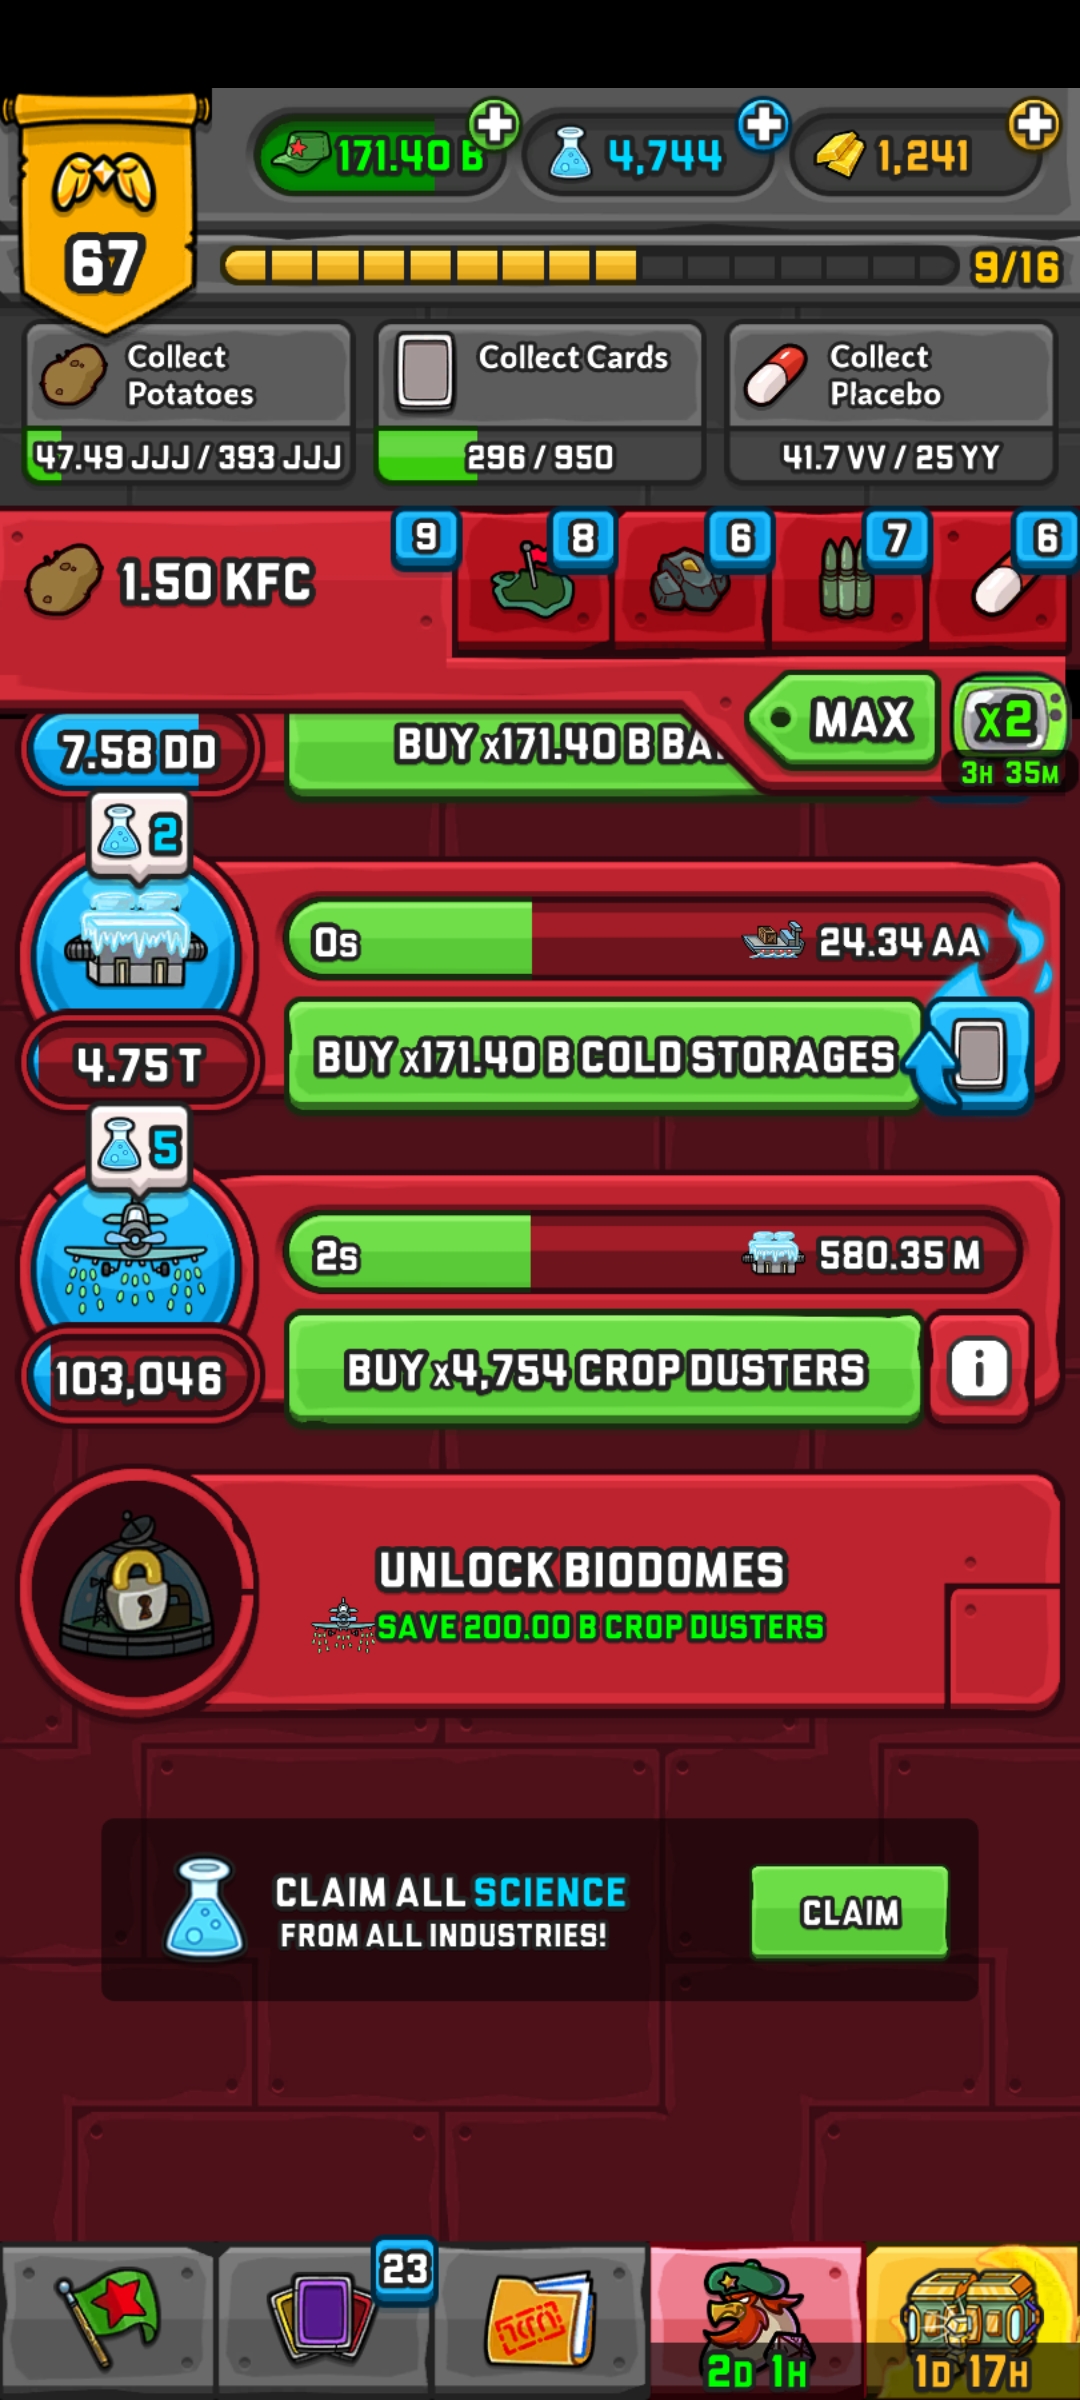 171.40 B
4,744
1,241
67
9/16
Collect
Potatoes
47.49 JJJ / 393 JJJ
Collect Cards
296 / 950
Collect
Placebo
41.7 VV / 25 YY
1.50 KFC
9
8
6
7
6
MAX
x2
3H 35M
7.58 DD
BUY x171.40 B BA
2
0s
24.34 AA
4.75 T
BUY x171.40 B COLD STORAGES
5
2s
580.35 M
103,046
BUY x4,754 CROP DUSTERS
i
UNLOCK BIODOMES
SAVE 200.00 B CROP DUSTERS
CLAIM ALL SCIENCE
FROM ALL INDUSTRIES!
CLAIM
23
2D 1H
1D 17H